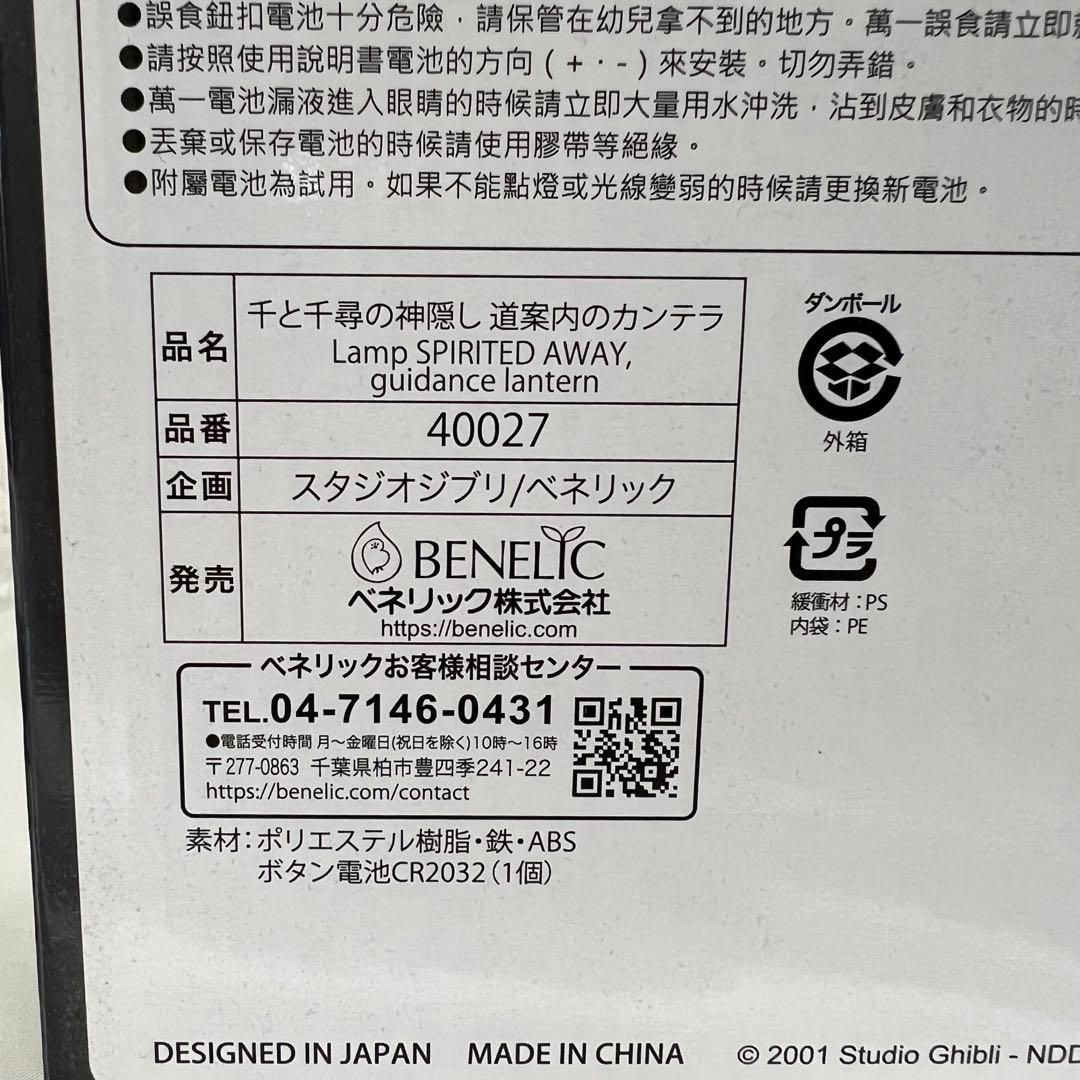 ●誤食鈕扣電池十分危險，請保管在幼兒拿不到的地方。萬一誤食請立即
●請按照使用說明書電池的方向(+・-)來安裝。切勿弄錯。
●萬一電池漏液進入眼睛的時候請立即大量用水沖洗，沾到皮膚和衣物的時
●丟棄或保存電池的時候請使用膠帶等絕緣。
●附屬電池為試用。如果不能點燈或光線變弱的時候請更換新電池。
品名
千と千尋の神隠し 道案内のカンテラ
Lamp SPIRITED AWAY,
guidance lantern
品番
40027
企画
スタジオジブリ/ベネリック
発売
BENELIC
ベネリック株式会社
https://benelic.com
ダンボール
外箱
プラ
緩衝材：PS
内袋：PE
ベネリックお客様相談センター
TEL.04-7146-0431
●電話受付時間 月～金曜日(祝日を除く)10時～16時
〒277-0863 千葉県柏市豊四季241-22
https://benelic.com/contact
素材：ポリエステル樹脂・鉄・ABS
ボタン電池CR2032（1個）
DESIGNED IN JAPAN MADE IN CHINA © 2001 Studio Ghibli - NDD